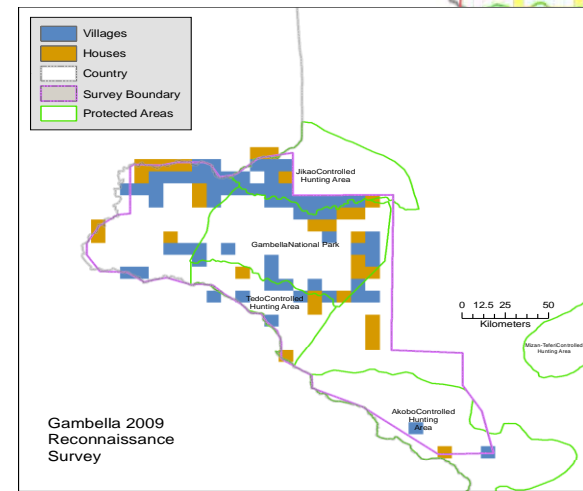 Villages
Houses
Country
Survey Boundary
Protected Areas
JikaoControlled
Hunting Area
GambellaNational Park
TedoControlled
Hunting Area
0 12.5 25 50
Kilometers
Mizan-TeferiControlled
Hunting Area
AkoboControlled
Hunting
Area
Gambella 2009
Reconnaissance
Survey